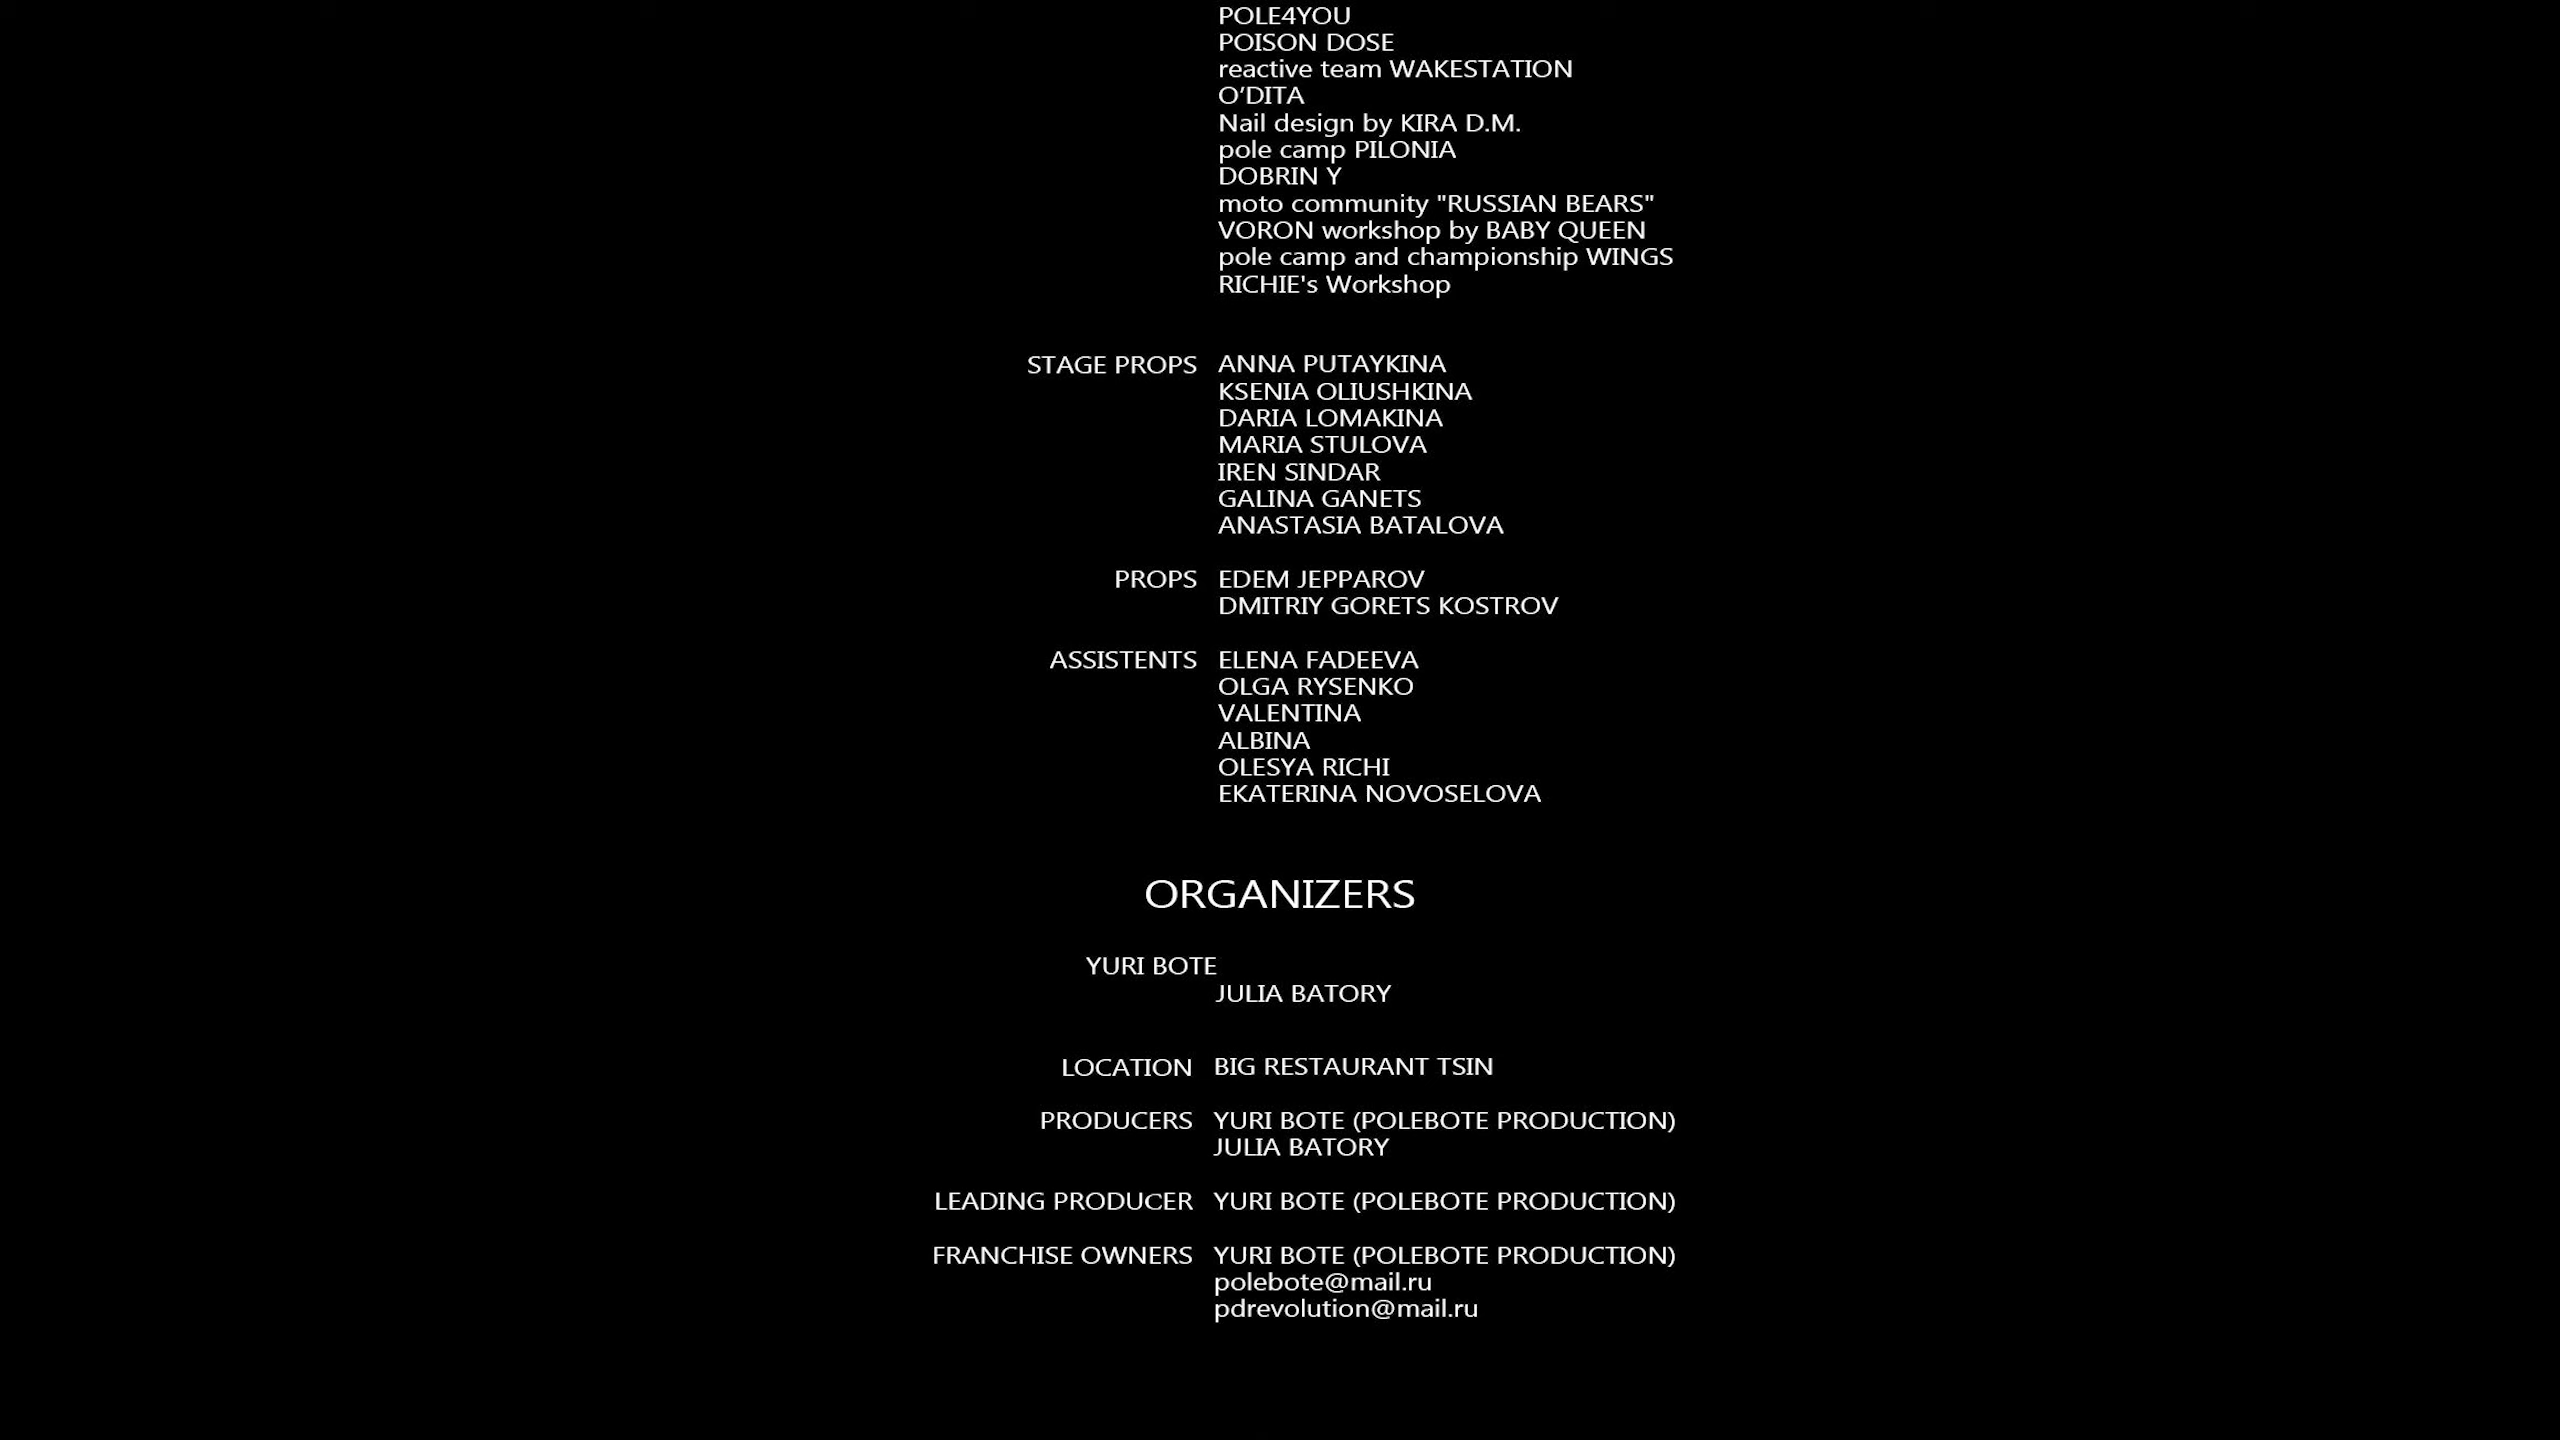 POLE4YOU
POISON DOSE
reactive team WAKESTATION
O’DITA
Nail design by KIRA D.M.
pole camp PILONIA
DOBRIN Y
moto community "RUSSIAN BEARS"
VORON workshop by BABY QUEEN
pole camp and championship WINGS
RICHIE's Workshop
STAGE PROPS ANNA PUTAYKINA
KSENIA OLIUSHKINA
DARIA LOMAKINA
MARIA STULOVA
IREN SINDAR
GALINA GANETS
ANASTASIA BATALOVA
PROPS EDEM JEPPAROV
DMITRIY GORETS KOSTROV
ASSISTENTS ELENA FADEEVA
OLGA RYSENKO
VALENTINA
ALBINA
OLESYA RICHI
EKATERINA NOVOSELOVA
ORGANIZERS
YURI BOTE
JULIA BATORY
LOCATION BIG RESTAURANT TSIN
PRODUCERS YURI BOTE (POLEBOTE PRODUCTION)
JULIA BATORY
LEADING PRODUCER YURI BOTE (POLEBOTE PRODUCTION)
FRANCHISE OWNERS YURI BOTE (POLEBOTE PRODUCTION)
polebote@mail.ru
pdrevolution@mail.ru